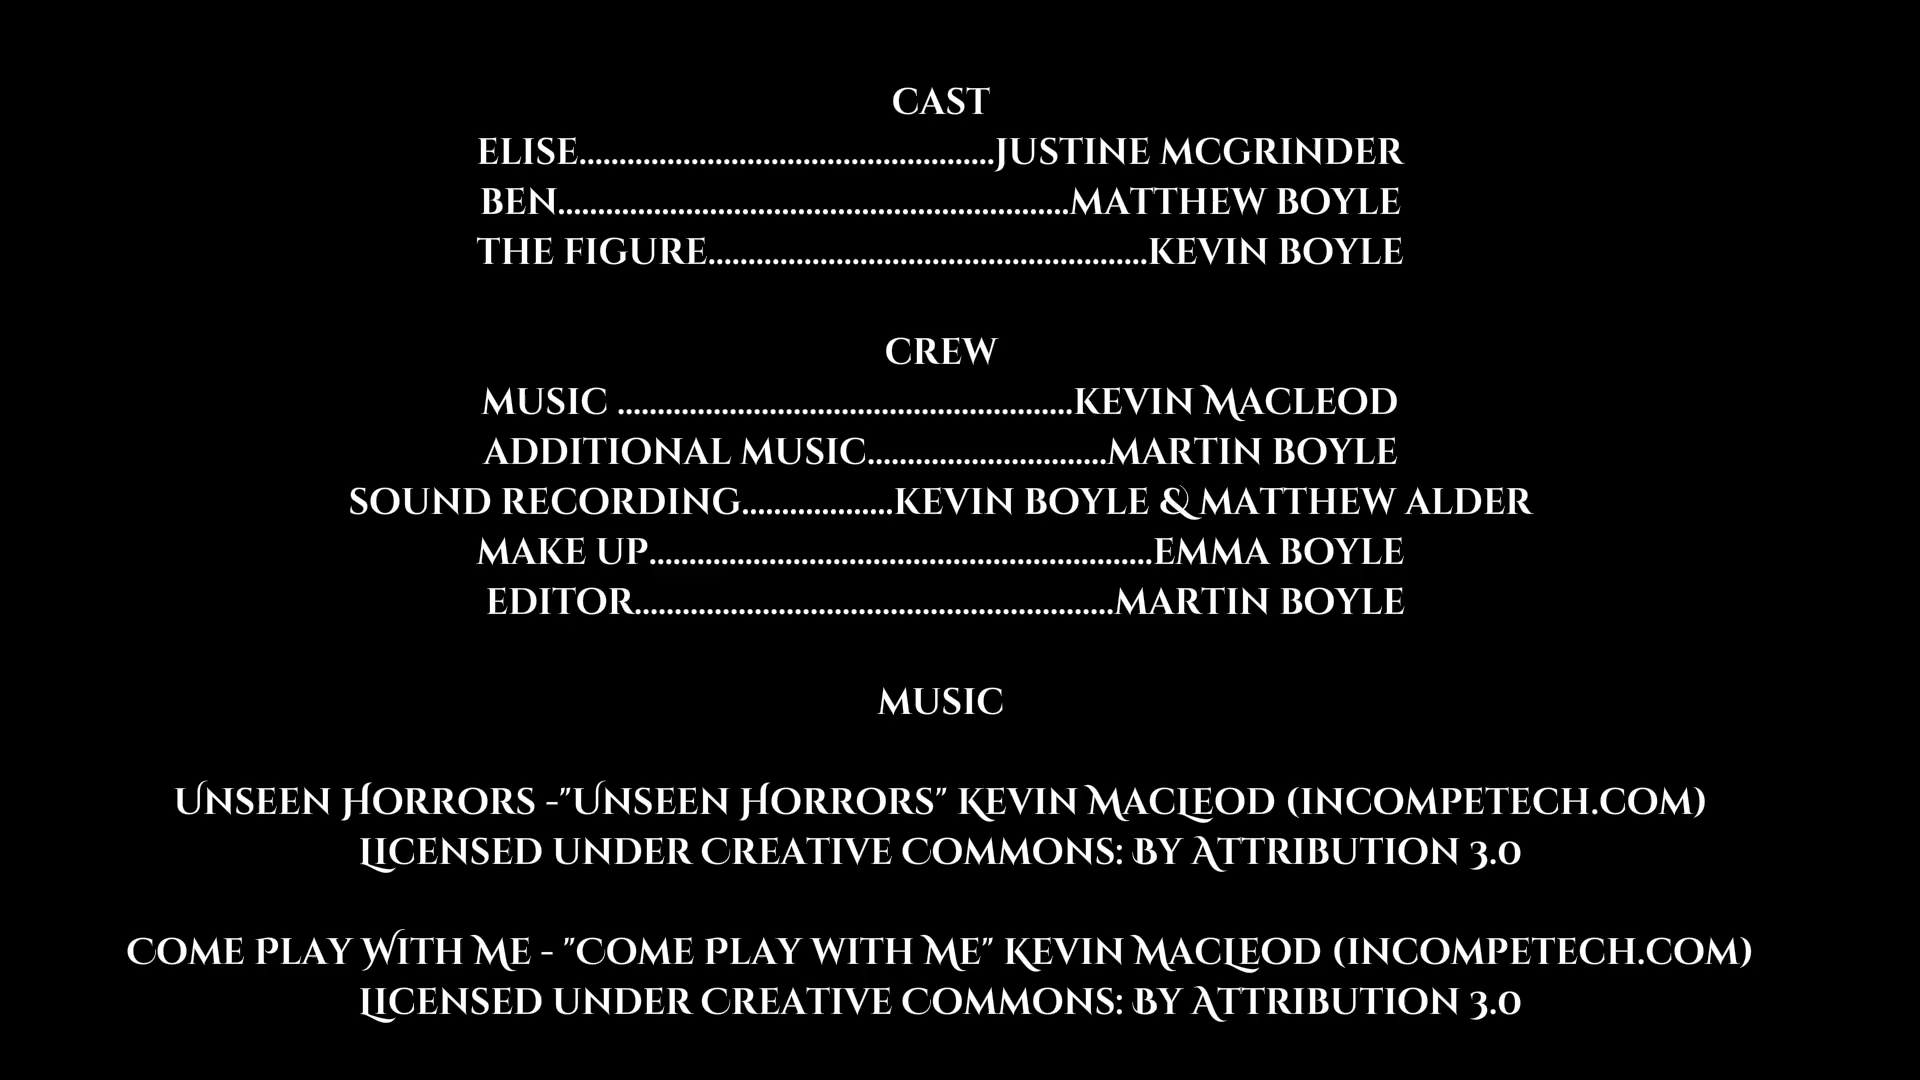 CAST
ELISE....................................................JUSTINE MCGRINDER
BEN................................................................MATTHEW BOYLE
THE FIGURE.......................................................KEVIN BOYLE

CREW
MUSIC .........................................................KEVIN MACLEOD
ADDITIONAL MUSIC..............................MARTIN BOYLE
SOUND RECORDING...................KEVIN BOYLE & MATTHEW ALDER
MAKE UP...............................................................EMMA BOYLE
EDITOR............................................................MARTIN BOYLE

MUSIC

UNSEEN HORRORS -"UNSEEN HORRORS" KEVIN MACLEOD (INCOMPETECH.COM)
LICENSED UNDER CREATIVE COMMONS: BY ATTRIBUTION 3.0

COME PLAY WITH ME - "COME PLAY WITH ME" KEVIN MACLEOD (INCOMPETECH.COM)
LICENSED UNDER CREATIVE COMMONS: BY ATTRIBUTION 3.0